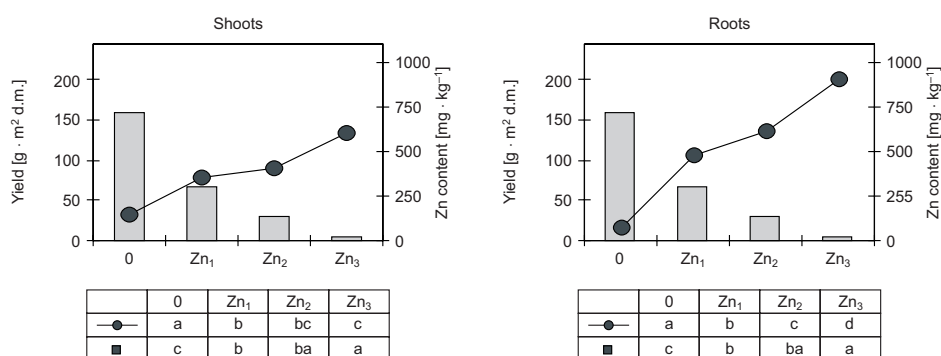 Shoots
Yield [g · m² d.m.]
200
150
100
50
0
1000
750
500
250
0
Zn content [mg · kg⁻¹]
0 Zn₁ Zn₂ Zn₃
0 Zn₁ Zn₂ Zn₃
a b bc c
c b ba a
Roots
Yield [g · m² d.m.]
200
150
100
50
0
1000
750
500
250
0
Zn content [mg · kg⁻¹]
0 Zn₁ Zn₂ Zn₃
0 Zn₁ Zn₂ Zn₃
a b c d
c b ba a